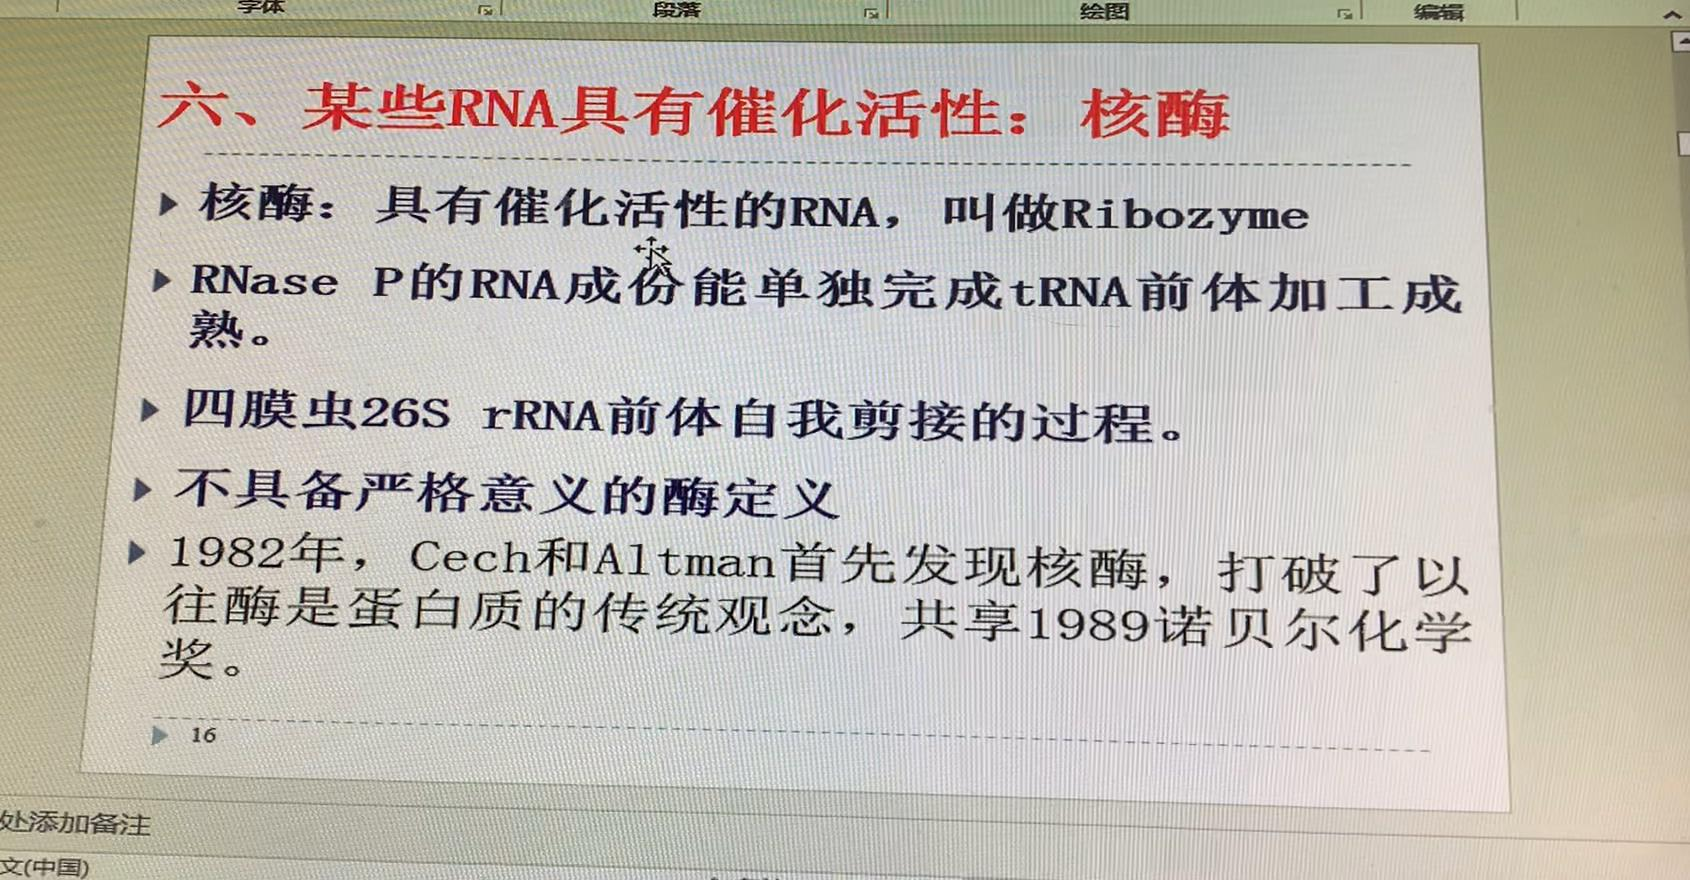 字体 段落 绘图 编辑
六、某些RNA具有催化活性：核酶
核酶：具有催化活性的RNA，叫做Ribozyme
RNase P的RNA成份能单独完成tRNA前体加工成
熟。
四膜虫26S rRNA前体自我剪接的过程。
不具备严格意义的酶定义
1982年，Cech和Altman首先发现核酶，打破了以
往酶是蛋白质的传统观念，共享1989诺贝尔化学
奖。
16
处添加备注
文(中国)